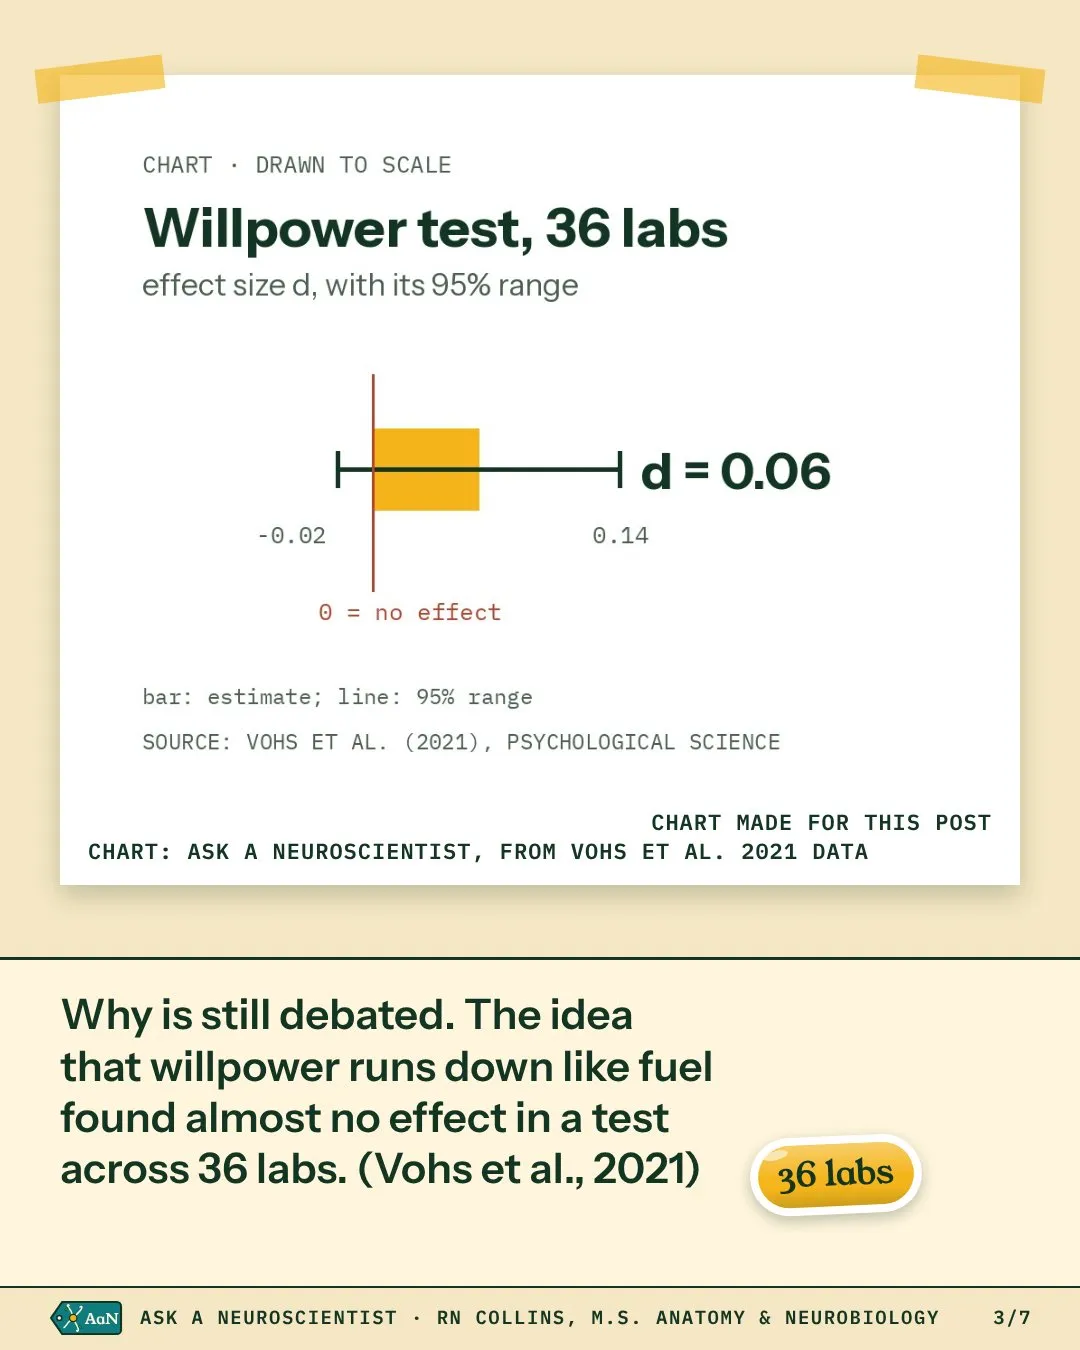 CHART · DRAWN TO SCALE
Willpower test, 36 labs
effect size d, with its 95% range
d = 0.06
-0.02
0.14
0 = no effect
bar: estimate; line: 95% range
SOURCE: VOHS ET AL. (2021), PSYCHOLOGICAL SCIENCE
CHART MADE FOR THIS POST
CHART: ASK A NEUROSCIENTIST, FROM VOHS ET AL. 2021 DATA
Why is still debated. The idea
that willpower runs down like fuel
found almost no effect in a test
across 36 labs. (Vohs et al., 2021)
36 labs
AaN
ASK A NEUROSCIENTIST · RN COLLINS, M.S. ANATOMY & NEUROBIOLOGY
3/7